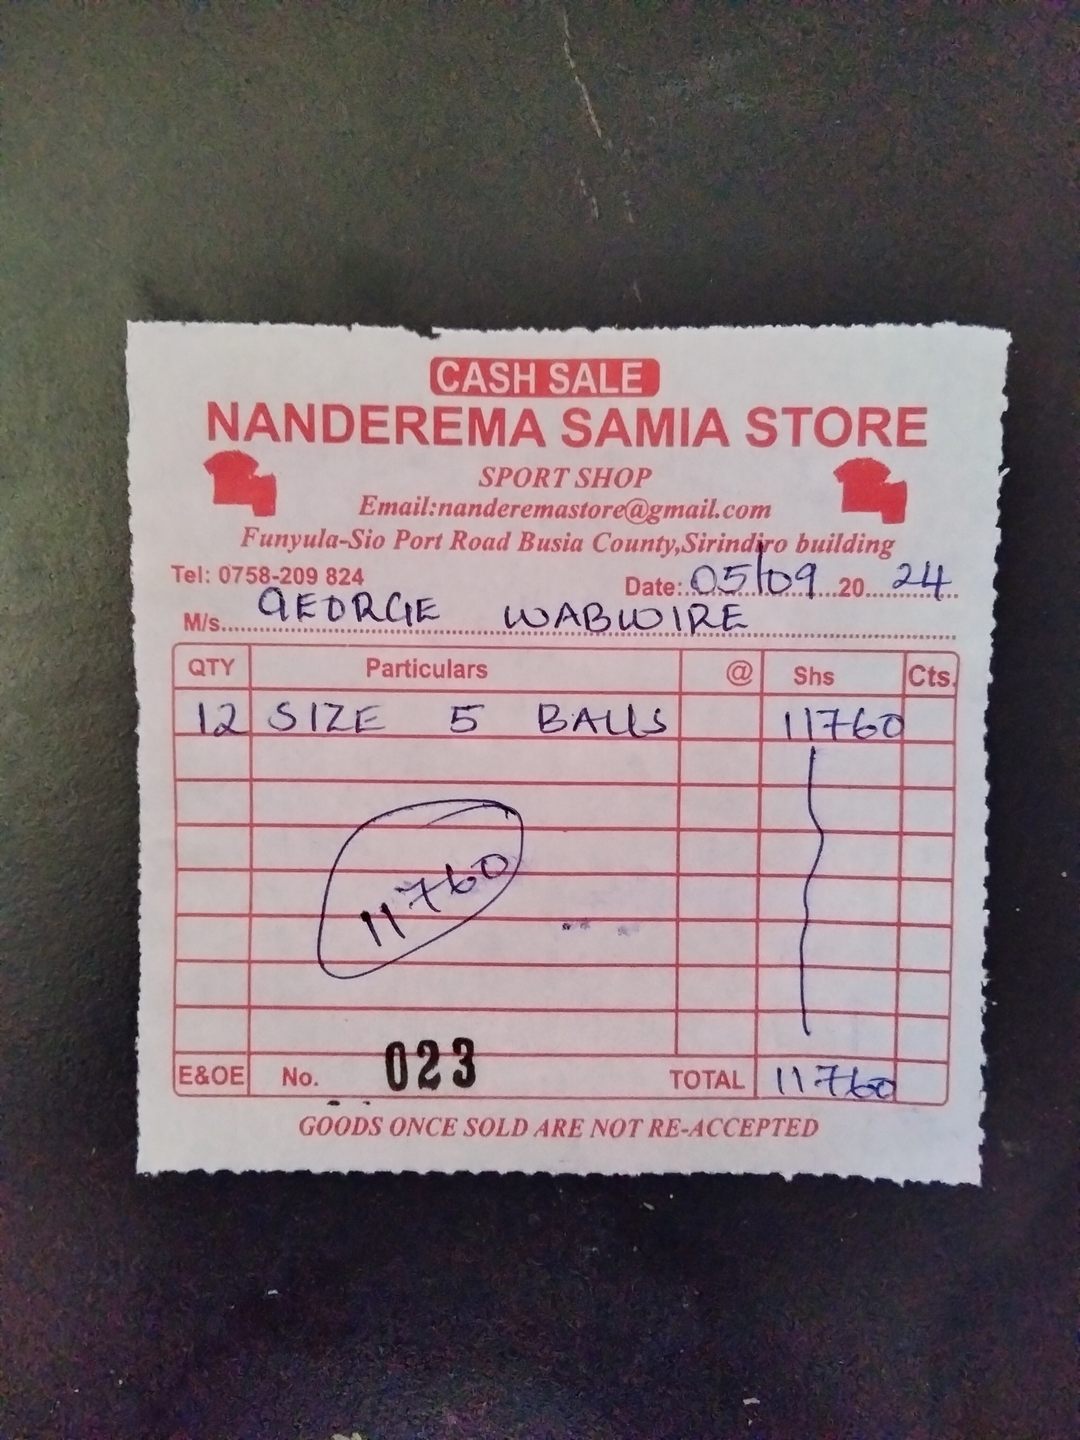 CASH SALE
NANDEREMA SAMIA STORE
SPORT SHOP
Email:nanderemastore@gmail.com
Funyula-Sio Port Road Busia County,Sirindiro building
Tel: 0758-209 824 Date: 05/09 20 24
M/s. GEORGE WABWIRE
QTY Particulars @ Shs Cts.
12 SIZE 5 BALLS 11760
11760
E&OE No. 023 TOTAL 11760
GOODS ONCE SOLD ARE NOT RE-ACCEPTED